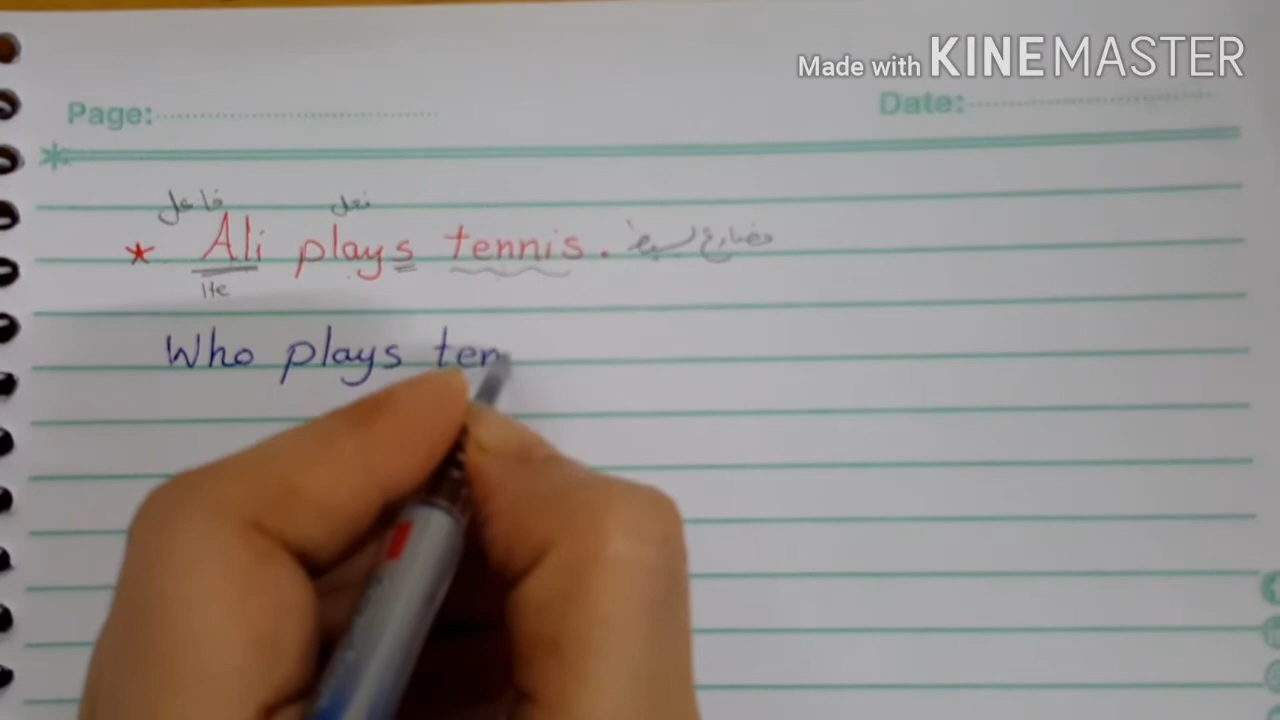 Made with KINEMASTER
Page: Date:
فاعل فعل
* Ali plays tennis. مضارع بسيط
He
Who plays ten